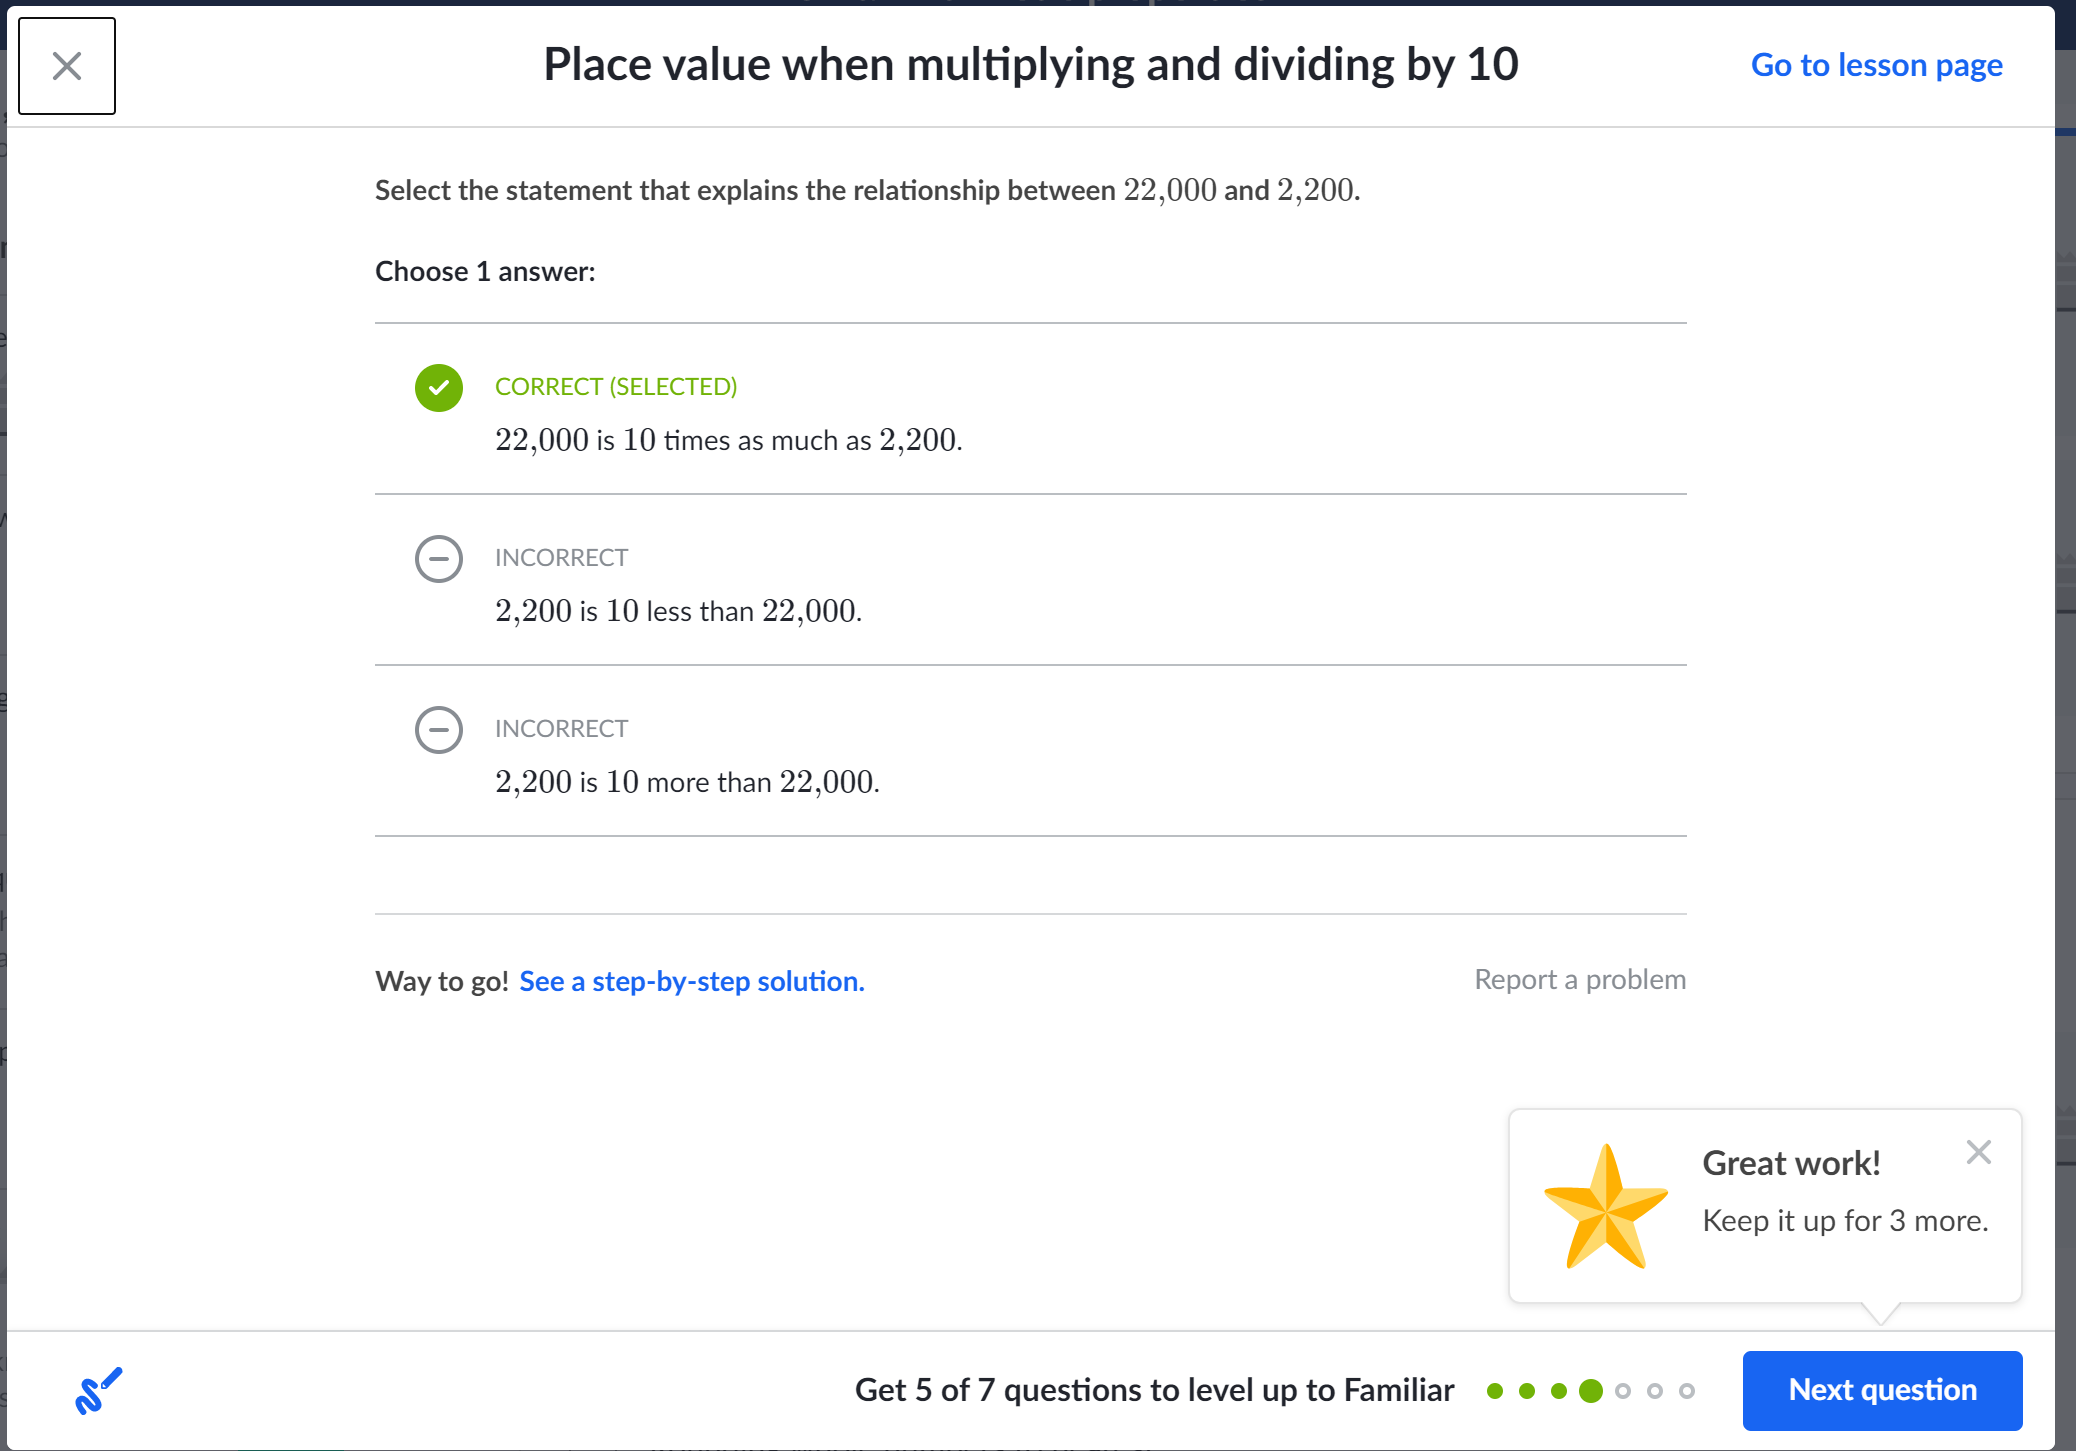 Place value when multiplying and dividing by 10
Go to lesson page
Select the statement that explains the relationship between 22,000 and 2,200.
Choose 1 answer:
CORRECT (SELECTED)
22,000 is 10 times as much as 2,200.
INCORRECT
2,200 is 10 less than 22,000.
INCORRECT
2,200 is 10 more than 22,000.
Way to go! See a step-by-step solution.
Report a problem
Great work!
Keep it up for 3 more.
Get 5 of 7 questions to level up to Familiar
Next question